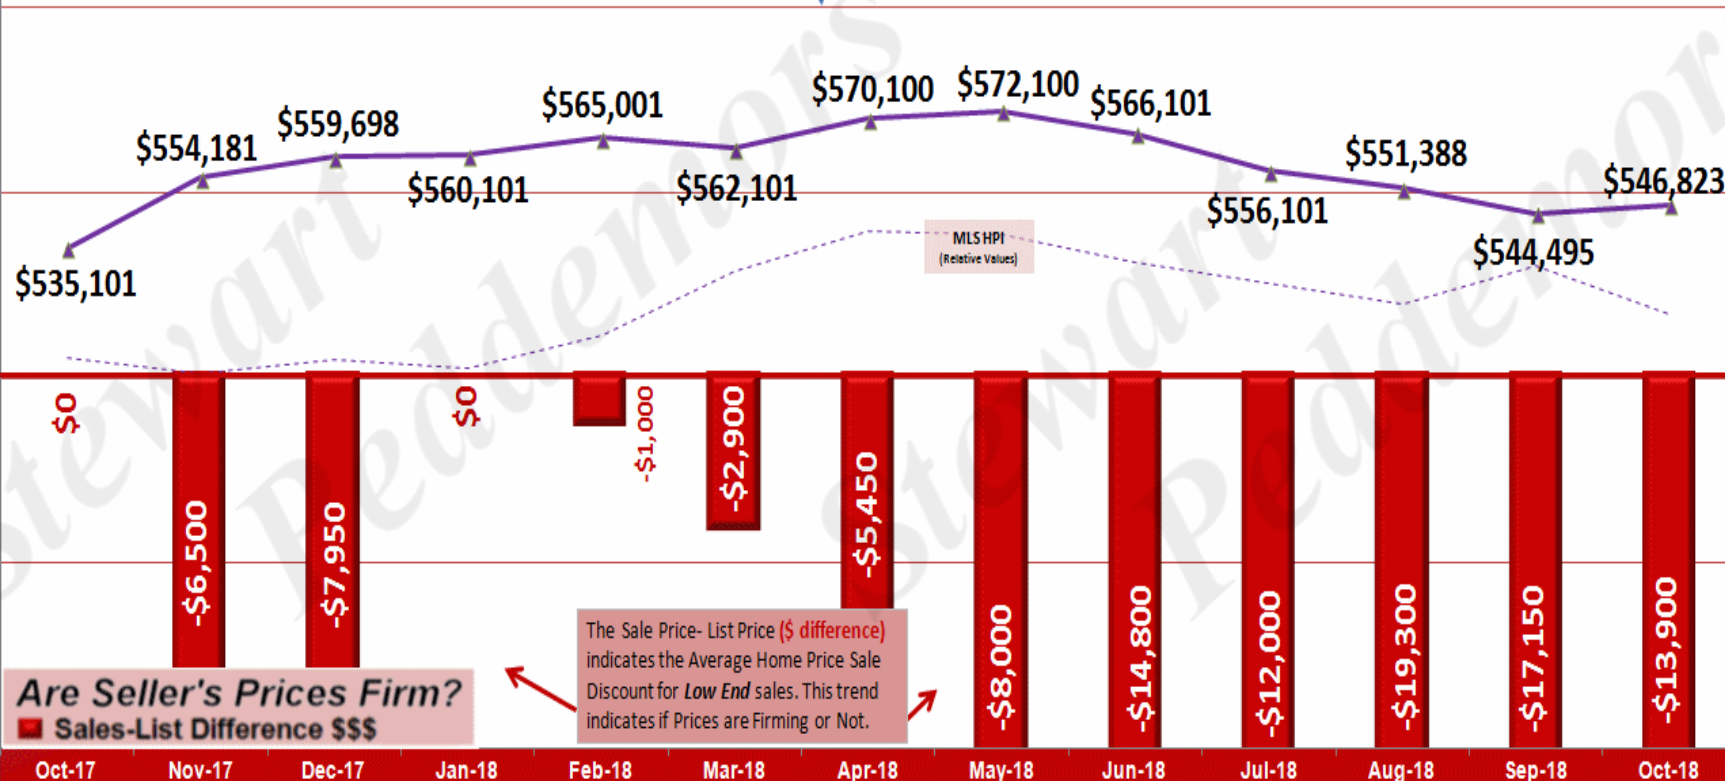 $535,101
$554,181
$559,698
$560,101
$565,001
$562,101
$570,100
$572,100
$566,101
$556,101
$551,388
$544,495
$546,823
MLS HPI
(Relative Values)
$0
-$6,500
-$7,950
$0
-$1,000
-$2,900
-$5,450
-$8,000
-$14,800
-$12,000
-$19,300
-$17,150
-$13,900
Are Seller's Prices Firm?
Sales-List Difference $$$
The Sale Price- List Price ($ difference)
indicates the Average Home Price Sale
Discount for Low End sales. This trend
indicates if Prices are Firming or Not.
Oct-17 Nov-17 Dec-17 Jan-18 Feb-18 Mar-18 Apr-18 May-18 Jun-18 Jul-18 Aug-18 Sep-18 Oct-18
Stewart
Peddemors
Stewart
Peddemors